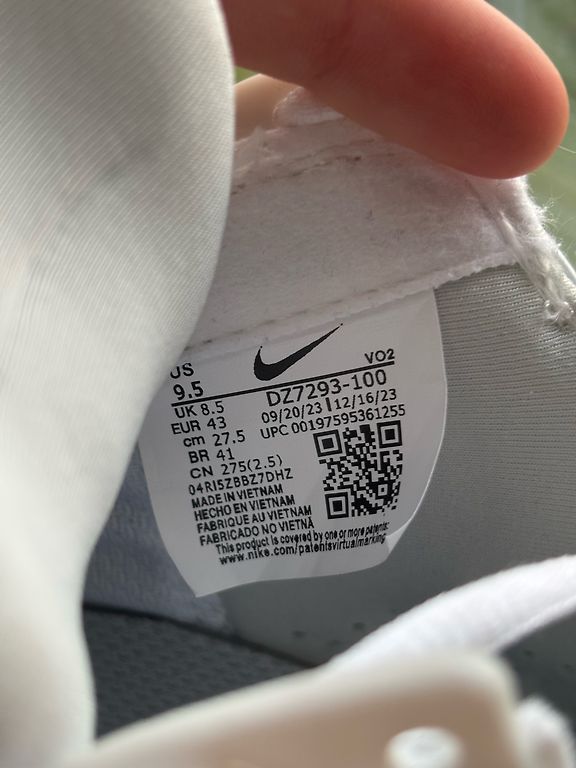 US
VO2
9.5
DZ7293-100
UK 8.5
09/20/23 | 12/16/23
EUR 43
UPC 00197595361255
cm 27.5
BR 41
CN 275(2.5)
04RI5ZBBZ7DHZ
MADE IN VIETNAM
HECHO EN VIETNAM
FABRIQUE AU VIETNAM
FABRICADO NO VIETNÃ
This product is covered by one or more patents:
www.nike.com/patentsvirtualmarking